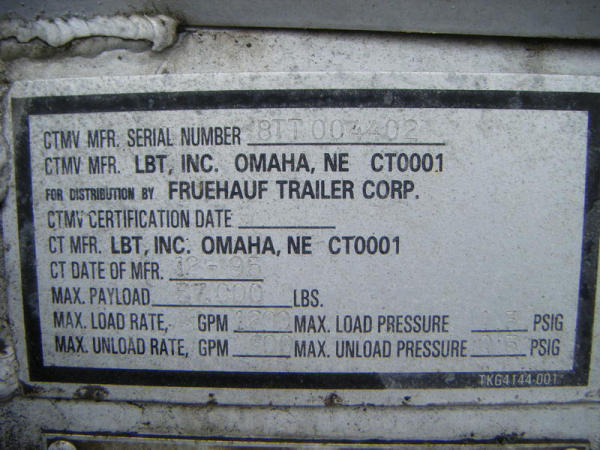 CTMV MFR. SERIAL NUMBER 8TT 004402
CTMV MFR. LBT, INC. OMAHA, NE CT0001
FOR DISTRIBUTION BY FRUEHAUF TRAILER CORP.
CTMV CERTIFICATION DATE
CT MFR. LBT, INC. OMAHA, NE CT0001
CT DATE OF MFR.
MAX. PAYLOAD LBS.
MAX. LOAD RATE, GPM MAX. LOAD PRESSURE PSIG
MAX. UNLOAD RATE, GPM MAX. UNLOAD PRESSURE PSIG
TKG4144-001